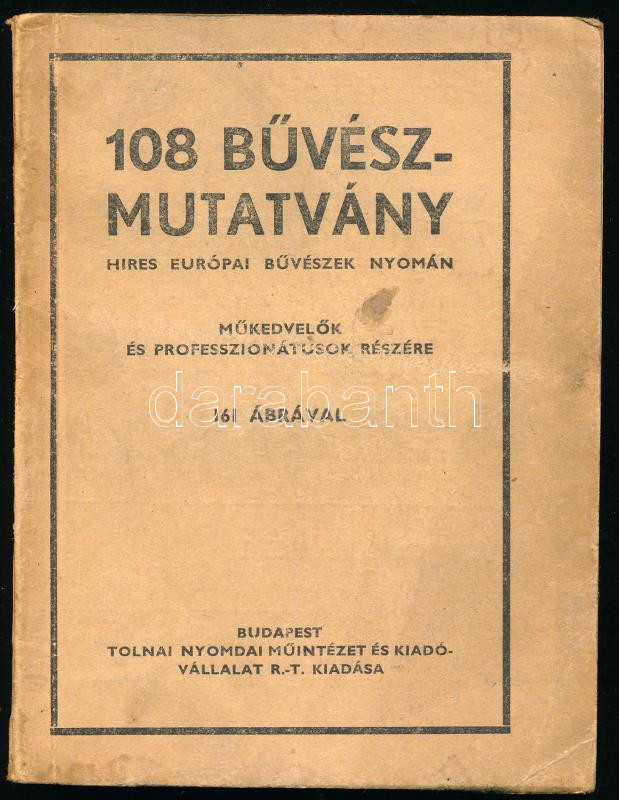 108 BŰVÉSZ-
MUTATVÁNY
HIRES EURÓPAI BŰVÉSZEK NYOMÁN
MŰKEDVELŐK
ÉS PROFESSZIONÁTUSOK RÉSZÉRE
darabanth
161 ÁBRÁVAL
BUDAPEST
TOLNAI NYOMDAI MŰINTÉZET ÉS KIADÓ-
VÁLLALAT R.-T. KIADÁSA